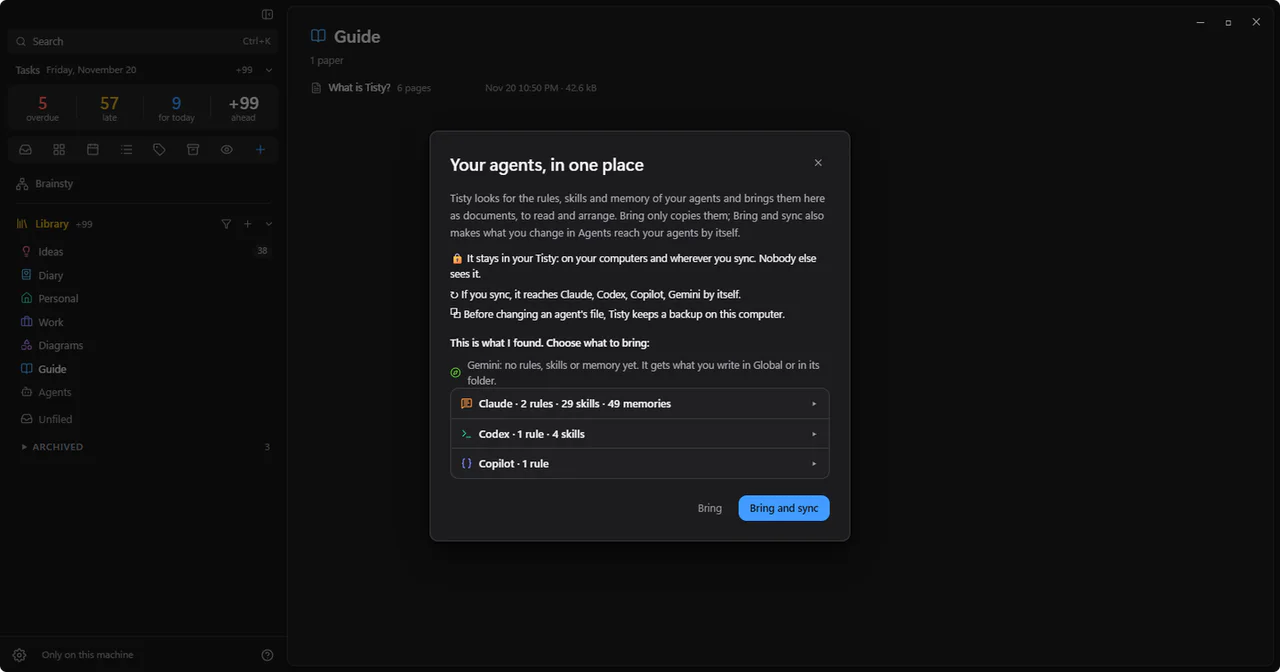 Search Ctrl+K
Tasks Friday, November 20 +99
5 57 9 +99
overdue late for today ahead
Brainsty
Library +99
Ideas 38
Diary
Personal
Work
Diagrams
Guide
Agents
Unfiled
ARCHIVED 3
Only on this machine
Guide
1 paper
What is Tisty? 6 pages Nov 20 10:50 PM · 42.6 kB
Your agents, in one place
Tisty looks for the rules, skills and memory of your agents and brings them here
as documents, to read and arrange. Bring only copies them; Bring and sync also
makes what you change in Agents reach your agents by itself.
It stays in your Tisty: on your computers and wherever you sync. Nobody else
sees it.
↻ If you sync, it reaches Claude, Codex, Copilot, Gemini by itself.
Before changing an agent's file, Tisty keeps a backup on this computer.
This is what I found. Choose what to bring:
Gemini: no rules, skills or memory yet. It gets what you write in Global or in its
folder.
Claude · 2 rules · 29 skills · 49 memories
Codex · 1 rule · 4 skills
Copilot · 1 rule
Bring Bring and sync